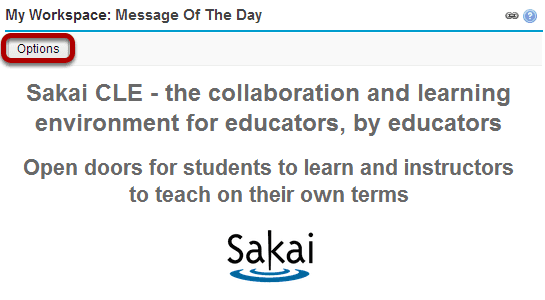 My Workspace: Message Of The Day
Options
Sakai CLE - the collaboration and learning
environment for educators, by educators
Open doors for students to learn and instructors
to teach on their own terms
Sakai